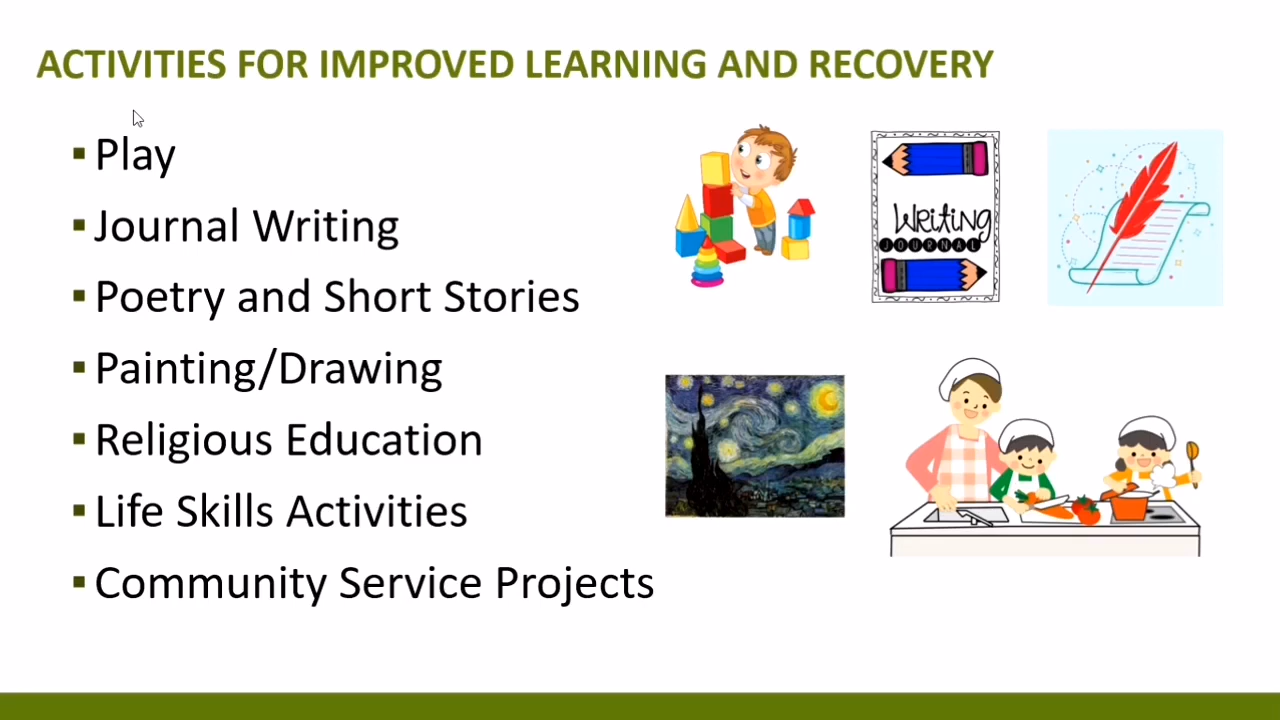 ACTIVITIES FOR IMPROVED LEARNING AND RECOVERY
▪ Play
▪ Journal Writing
▪ Poetry and Short Stories
▪ Painting/Drawing
▪ Religious Education
▪ Life Skills Activities
▪ Community Service Projects
Writing
JOURNAL